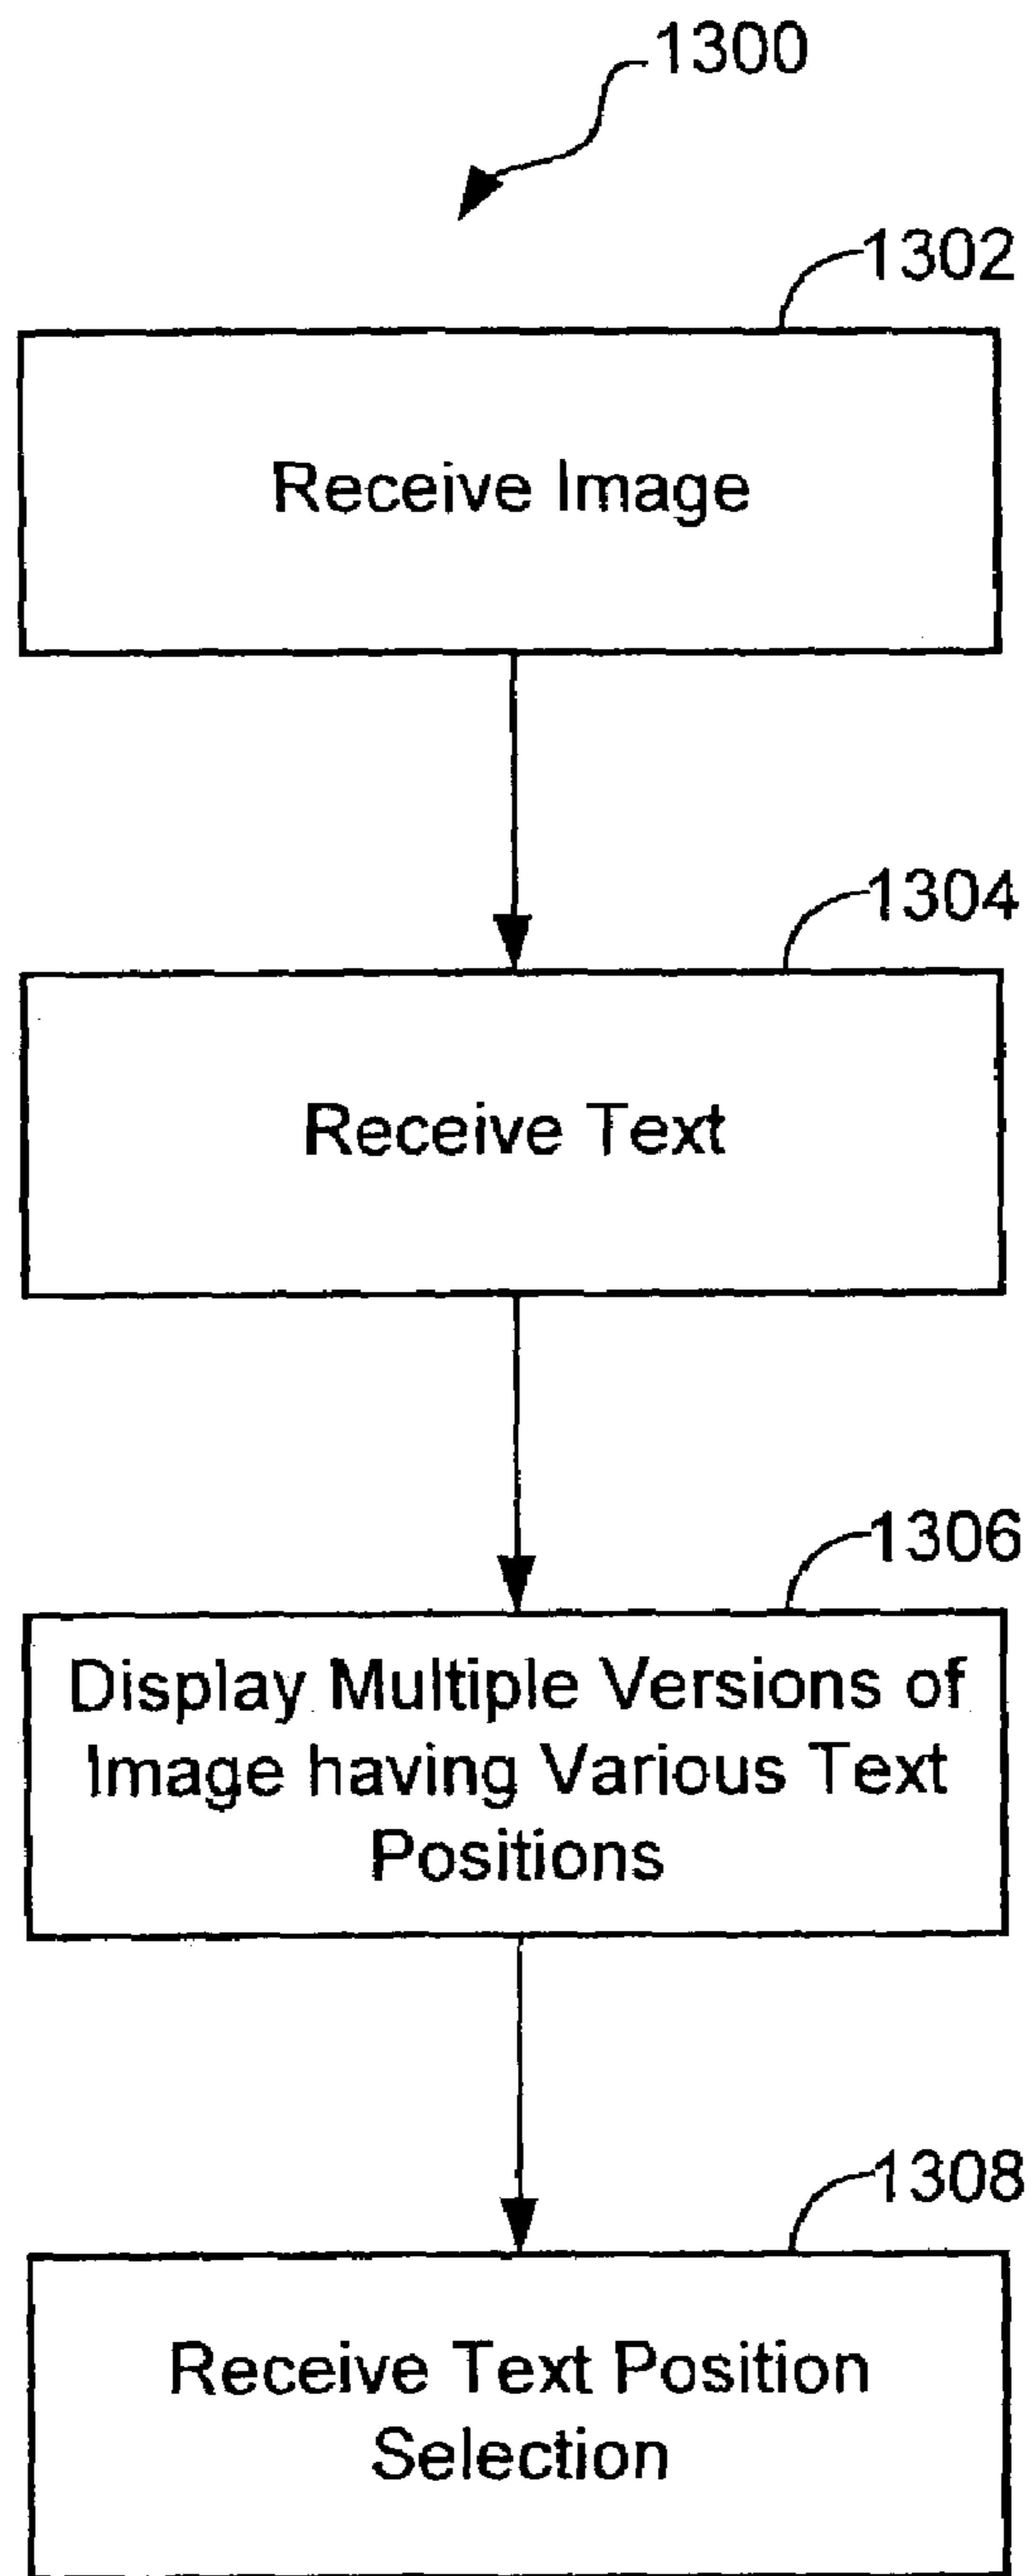 1300
1302
Receive Image
1304
Receive Text
1306
Display Multiple Versions of
Image having Various Text
Positions
1308
Receive Text Position
Selection